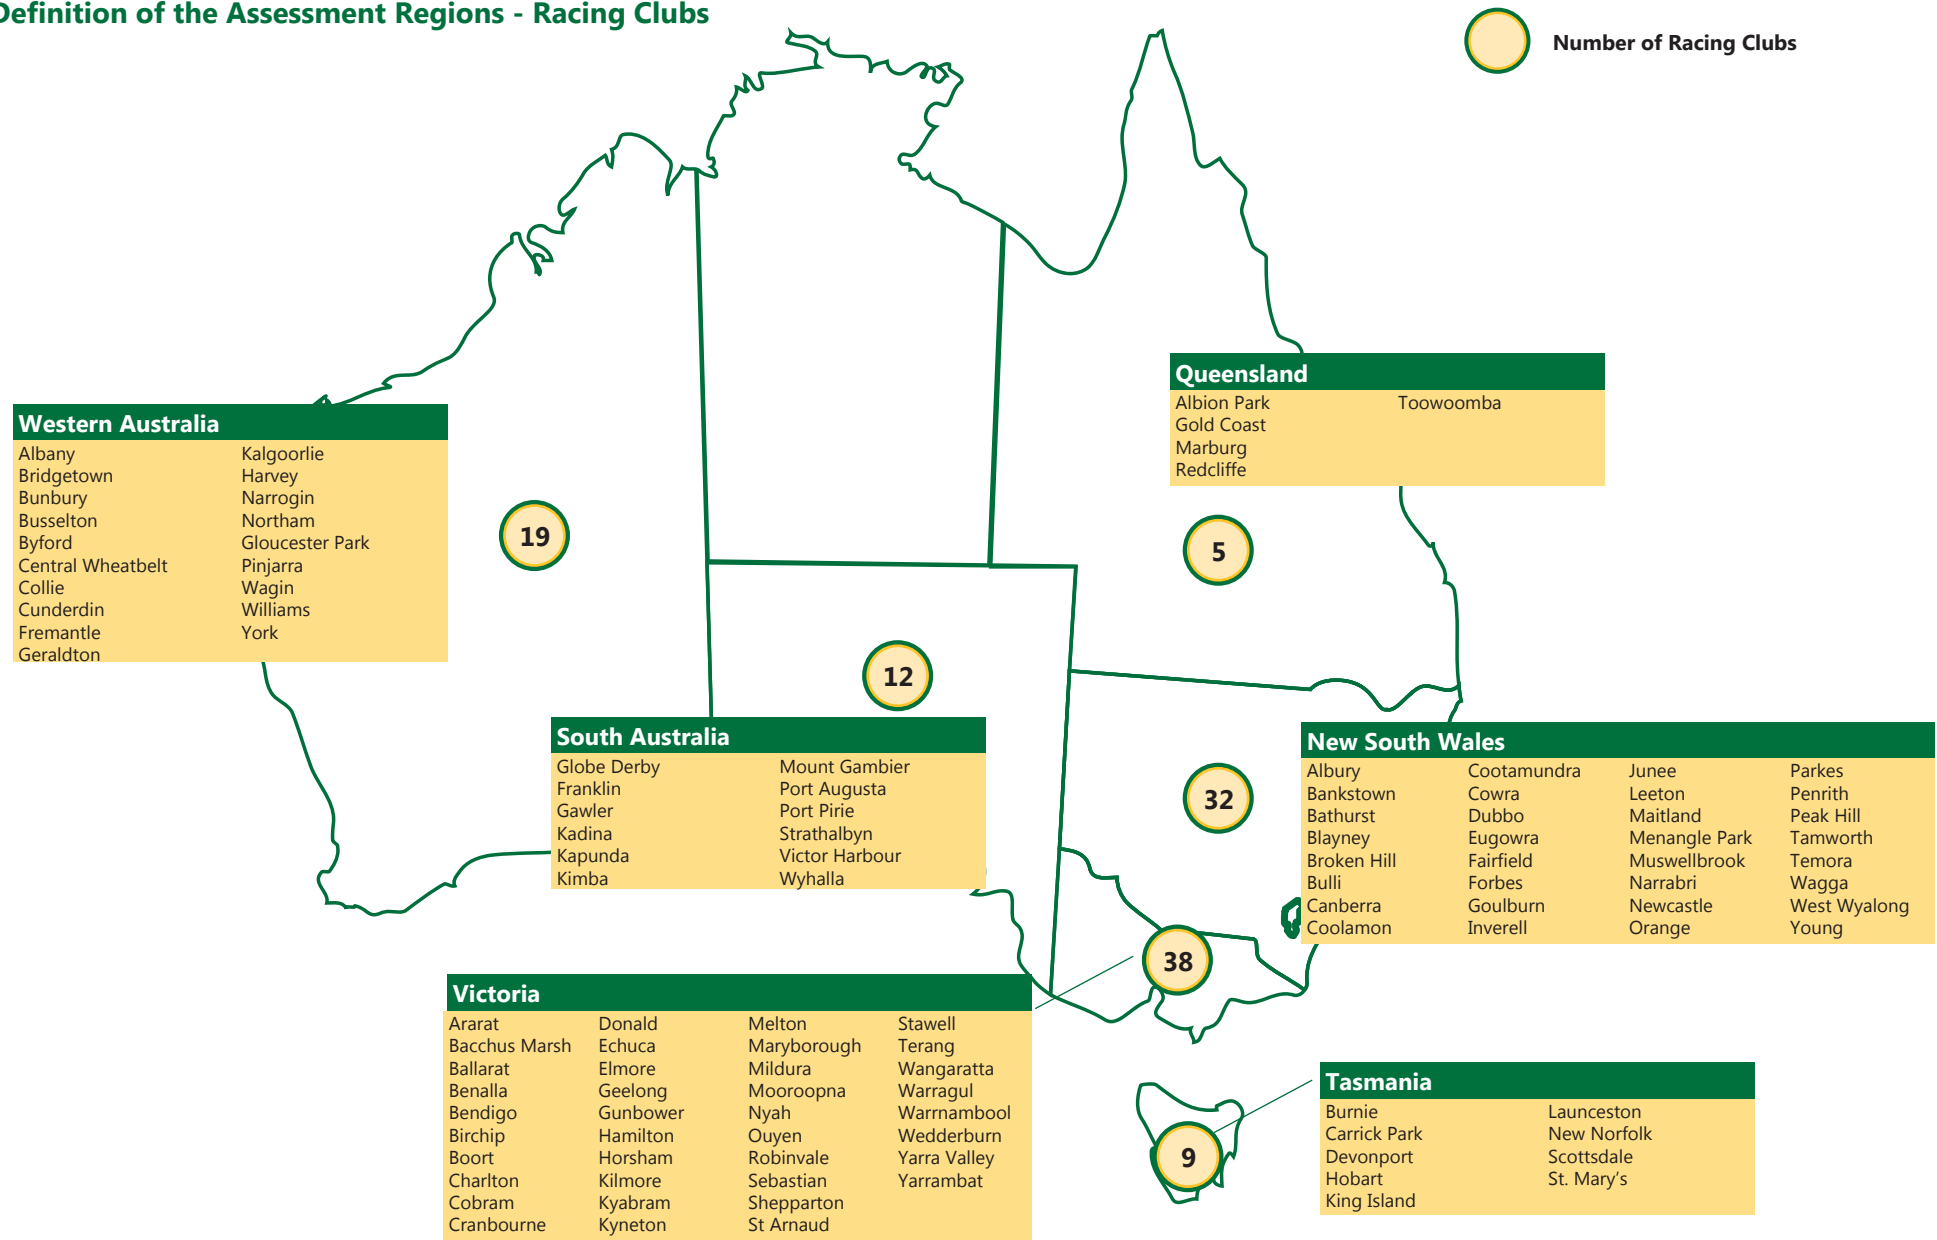 Definition of the Assessment Regions - Racing Clubs
Number of Racing Clubs
Queensland
Albion Park Toowoomba
Gold Coast
Marburg
Redcliffe
5
Western Australia
Albany Kalgoorlie
Bridgetown Harvey
Bunbury Narrogin
Busselton Northam
Byford Gloucester Park
Central Wheatbelt Pinjarra
Collie Wagin
Cunderdin Williams
Fremantle York
Geraldton
19
12
South Australia
Globe Derby Mount Gambier
Franklin Port Augusta
Gawler Port Pirie
Kadina Strathalbyn
Kapunda Victor Harbour
Kimba Wyhalla
32
New South Wales
Albury Cootamundra Junee Parkes
Bankstown Cowra Leeton Penrith
Bathurst Dubbo Maitland Peak Hill
Blayney Eugowra Menangle Park Tamworth
Broken Hill Fairfield Muswellbrook Temora
Bulli Forbes Narrabri Wagga
Canberra Goulburn Newcastle West Wyalong
Coolamon Inverell Orange Young
38
Victoria
Ararat Donald Melton Stawell
Bacchus Marsh Echuca Maryborough Terang
Ballarat Elmore Mildura Wangaratta
Benalla Geelong Mooroopna Warragul
Bendigo Gunbower Nyah Warrnambool
Birchip Hamilton Ouyen Wedderburn
Boort Horsham Robinvale Yarra Valley
Charlton Kilmore Sebastian Yarrambat
Cobram Kyabram Shepparton
Cranbourne Kyneton St Arnaud
9
Tasmania
Burnie Launceston
Carrick Park New Norfolk
Devonport Scottsdale
Hobart St. Mary’s
King Island